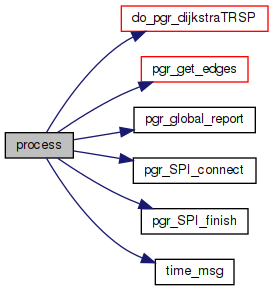 do_pgr_dijkstraTRSP
pgr_get_edges
pgr_global_report
process
pgr_SPI_connect
pgr_SPI_finish
time_msg